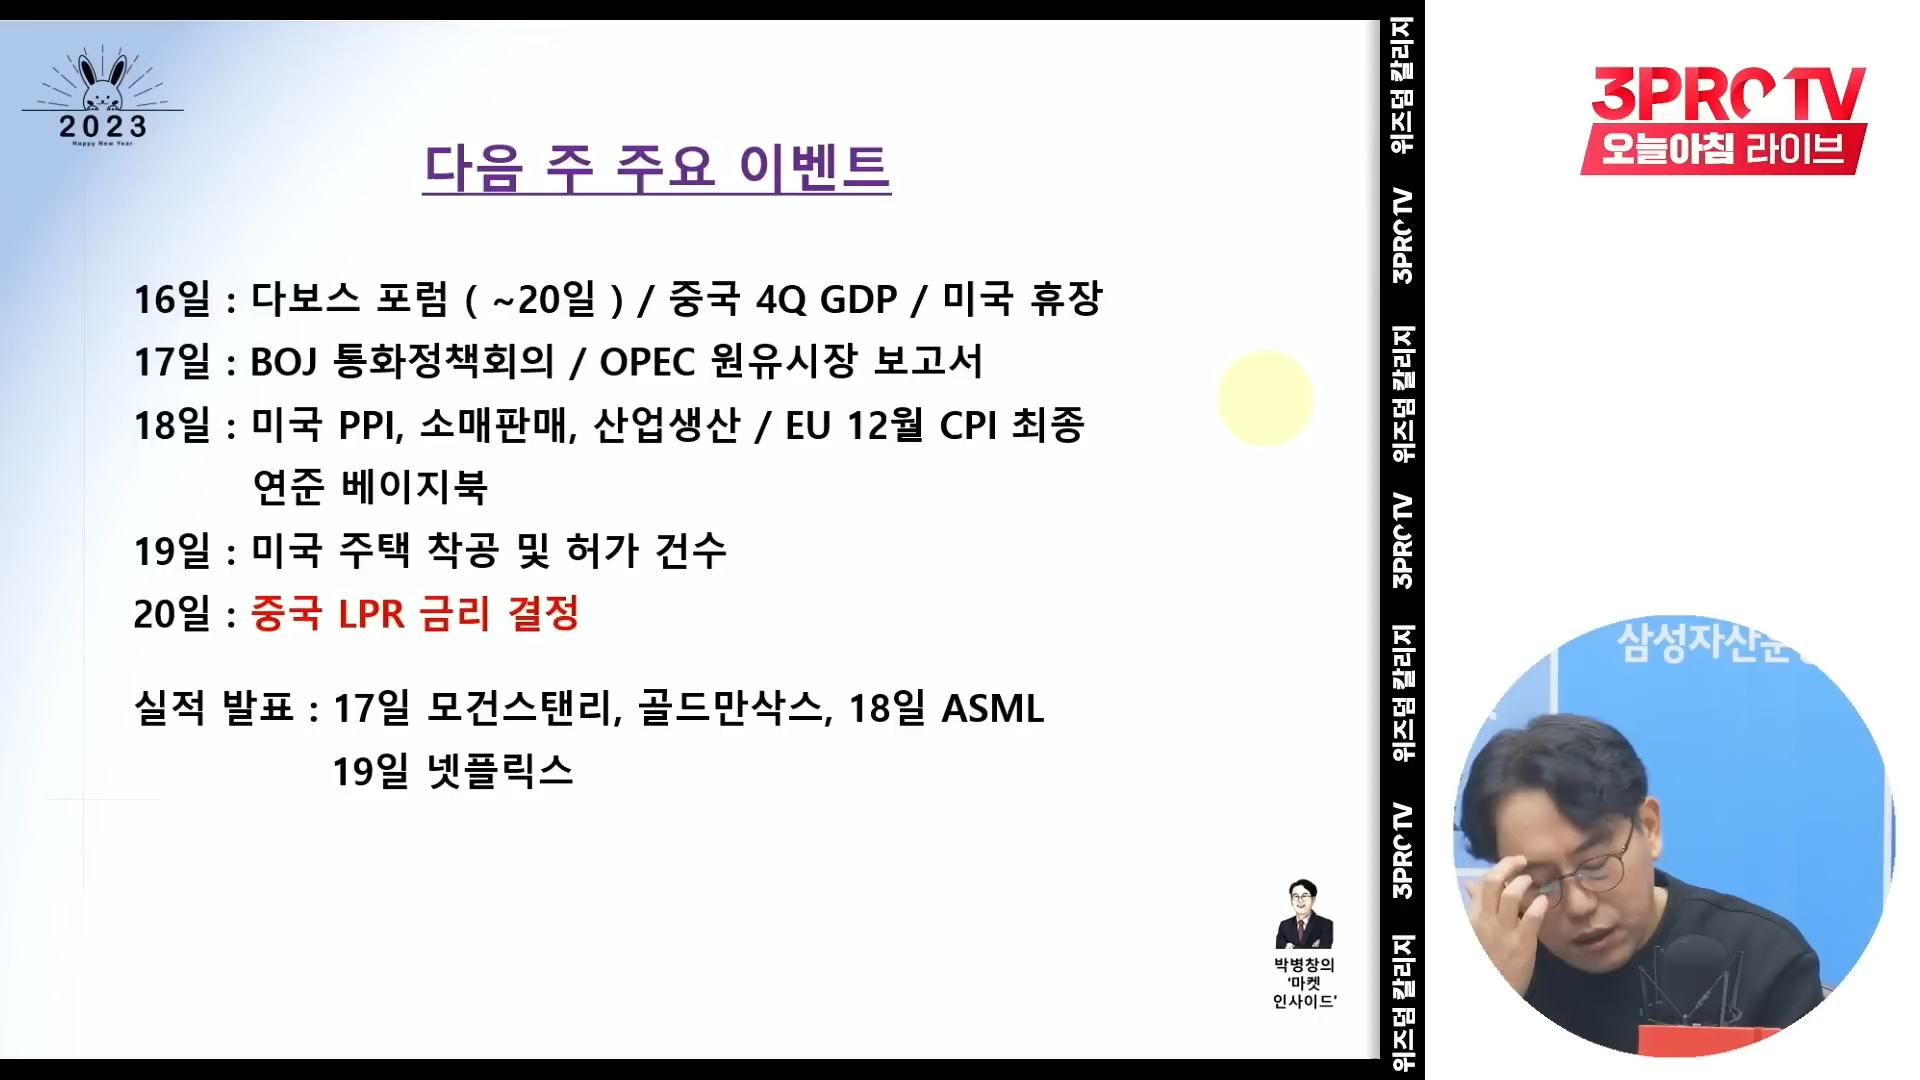 2023
Happy New Year
다음 주 주요 이벤트
16일 : 다보스 포럼 ( ~20일 ) / 중국 4Q GDP / 미국 휴장
17일 : BOJ 통화정책회의 / OPEC 원유시장 보고서
18일 : 미국 PPI, 소매판매, 산업생산 / EU 12월 CPI 최종
연준 베이지북
19일 : 미국 주택 착공 및 허가 건수
20일 : 중국 LPR 금리 결정
실적 발표 : 17일 모건스탠리, 골드만삭스, 18일 ASML
19일 넷플릭스
박병창의
'마켓
인사이드'
위즈덤 칼리지
3PROTV
위즈덤 칼리지
3PROTV
위즈덤 칼리지
3PROTV
위즈덤 칼리지
3PROTV
오늘아침 라이브
삼성자산운